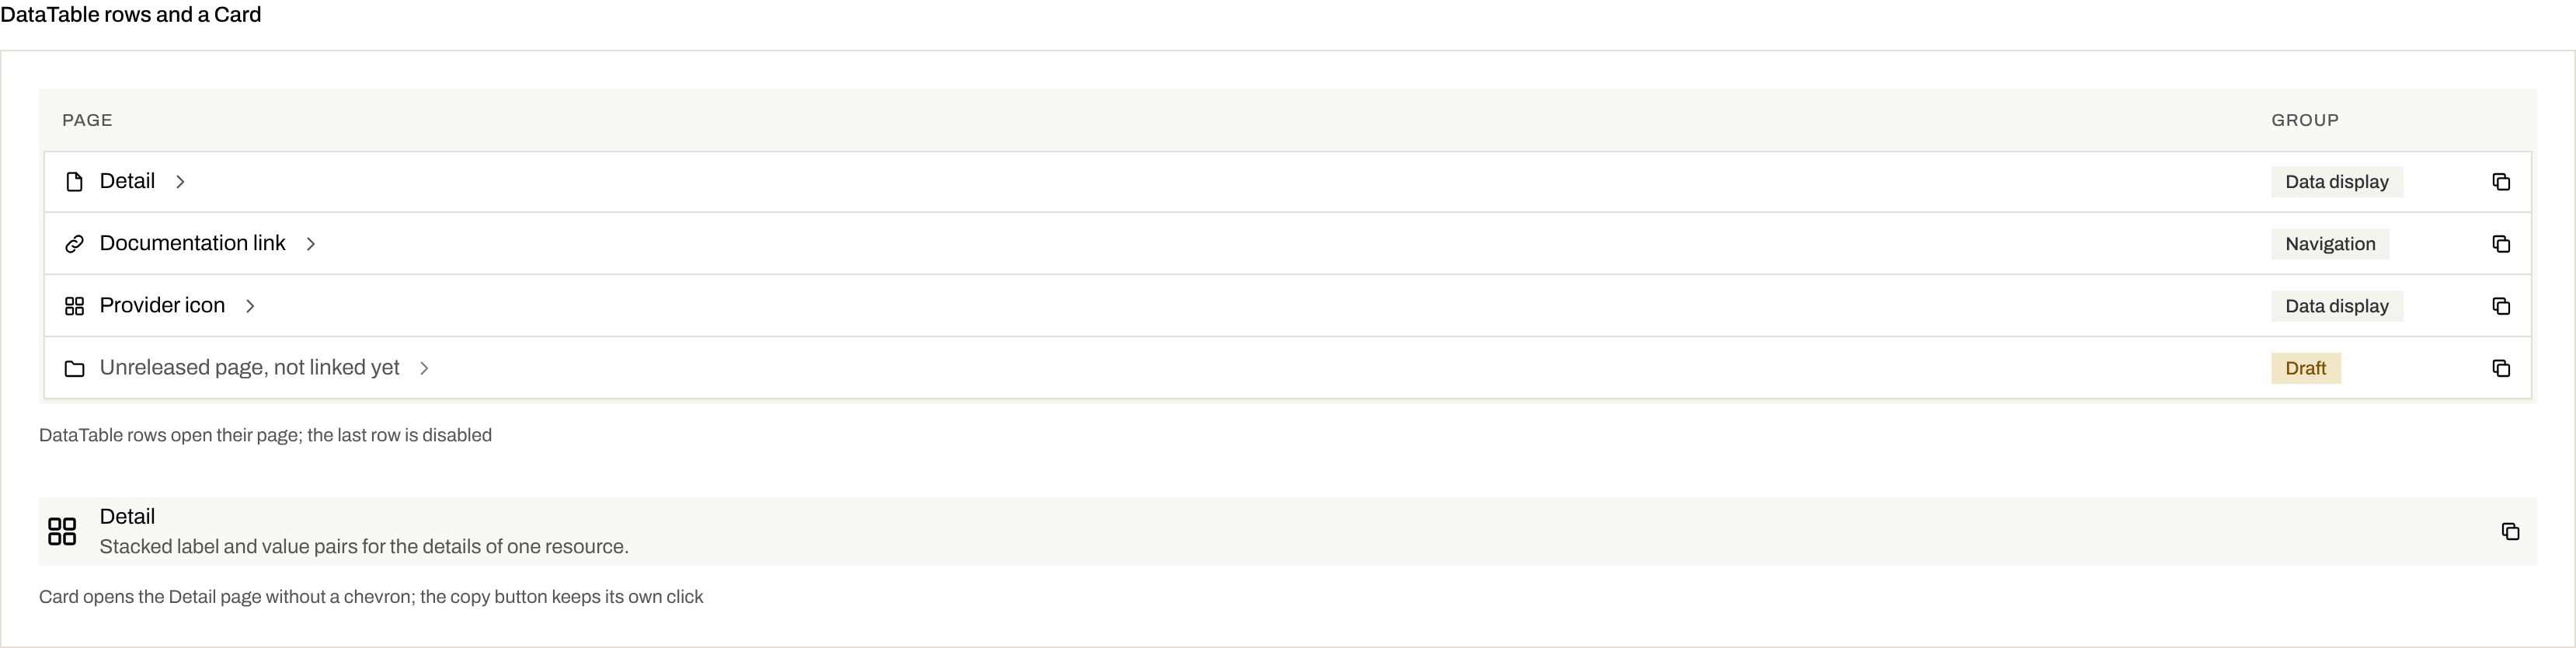 DataTable rows and a Card
PAGE GROUP
Detail Data display
Documentation link Navigation
Provider icon Data display
Unreleased page, not linked yet Draft
DataTable rows open their page; the last row is disabled
Detail
Stacked label and value pairs for the details of one resource.
Card opens the Detail page without a chevron; the copy button keeps its own click